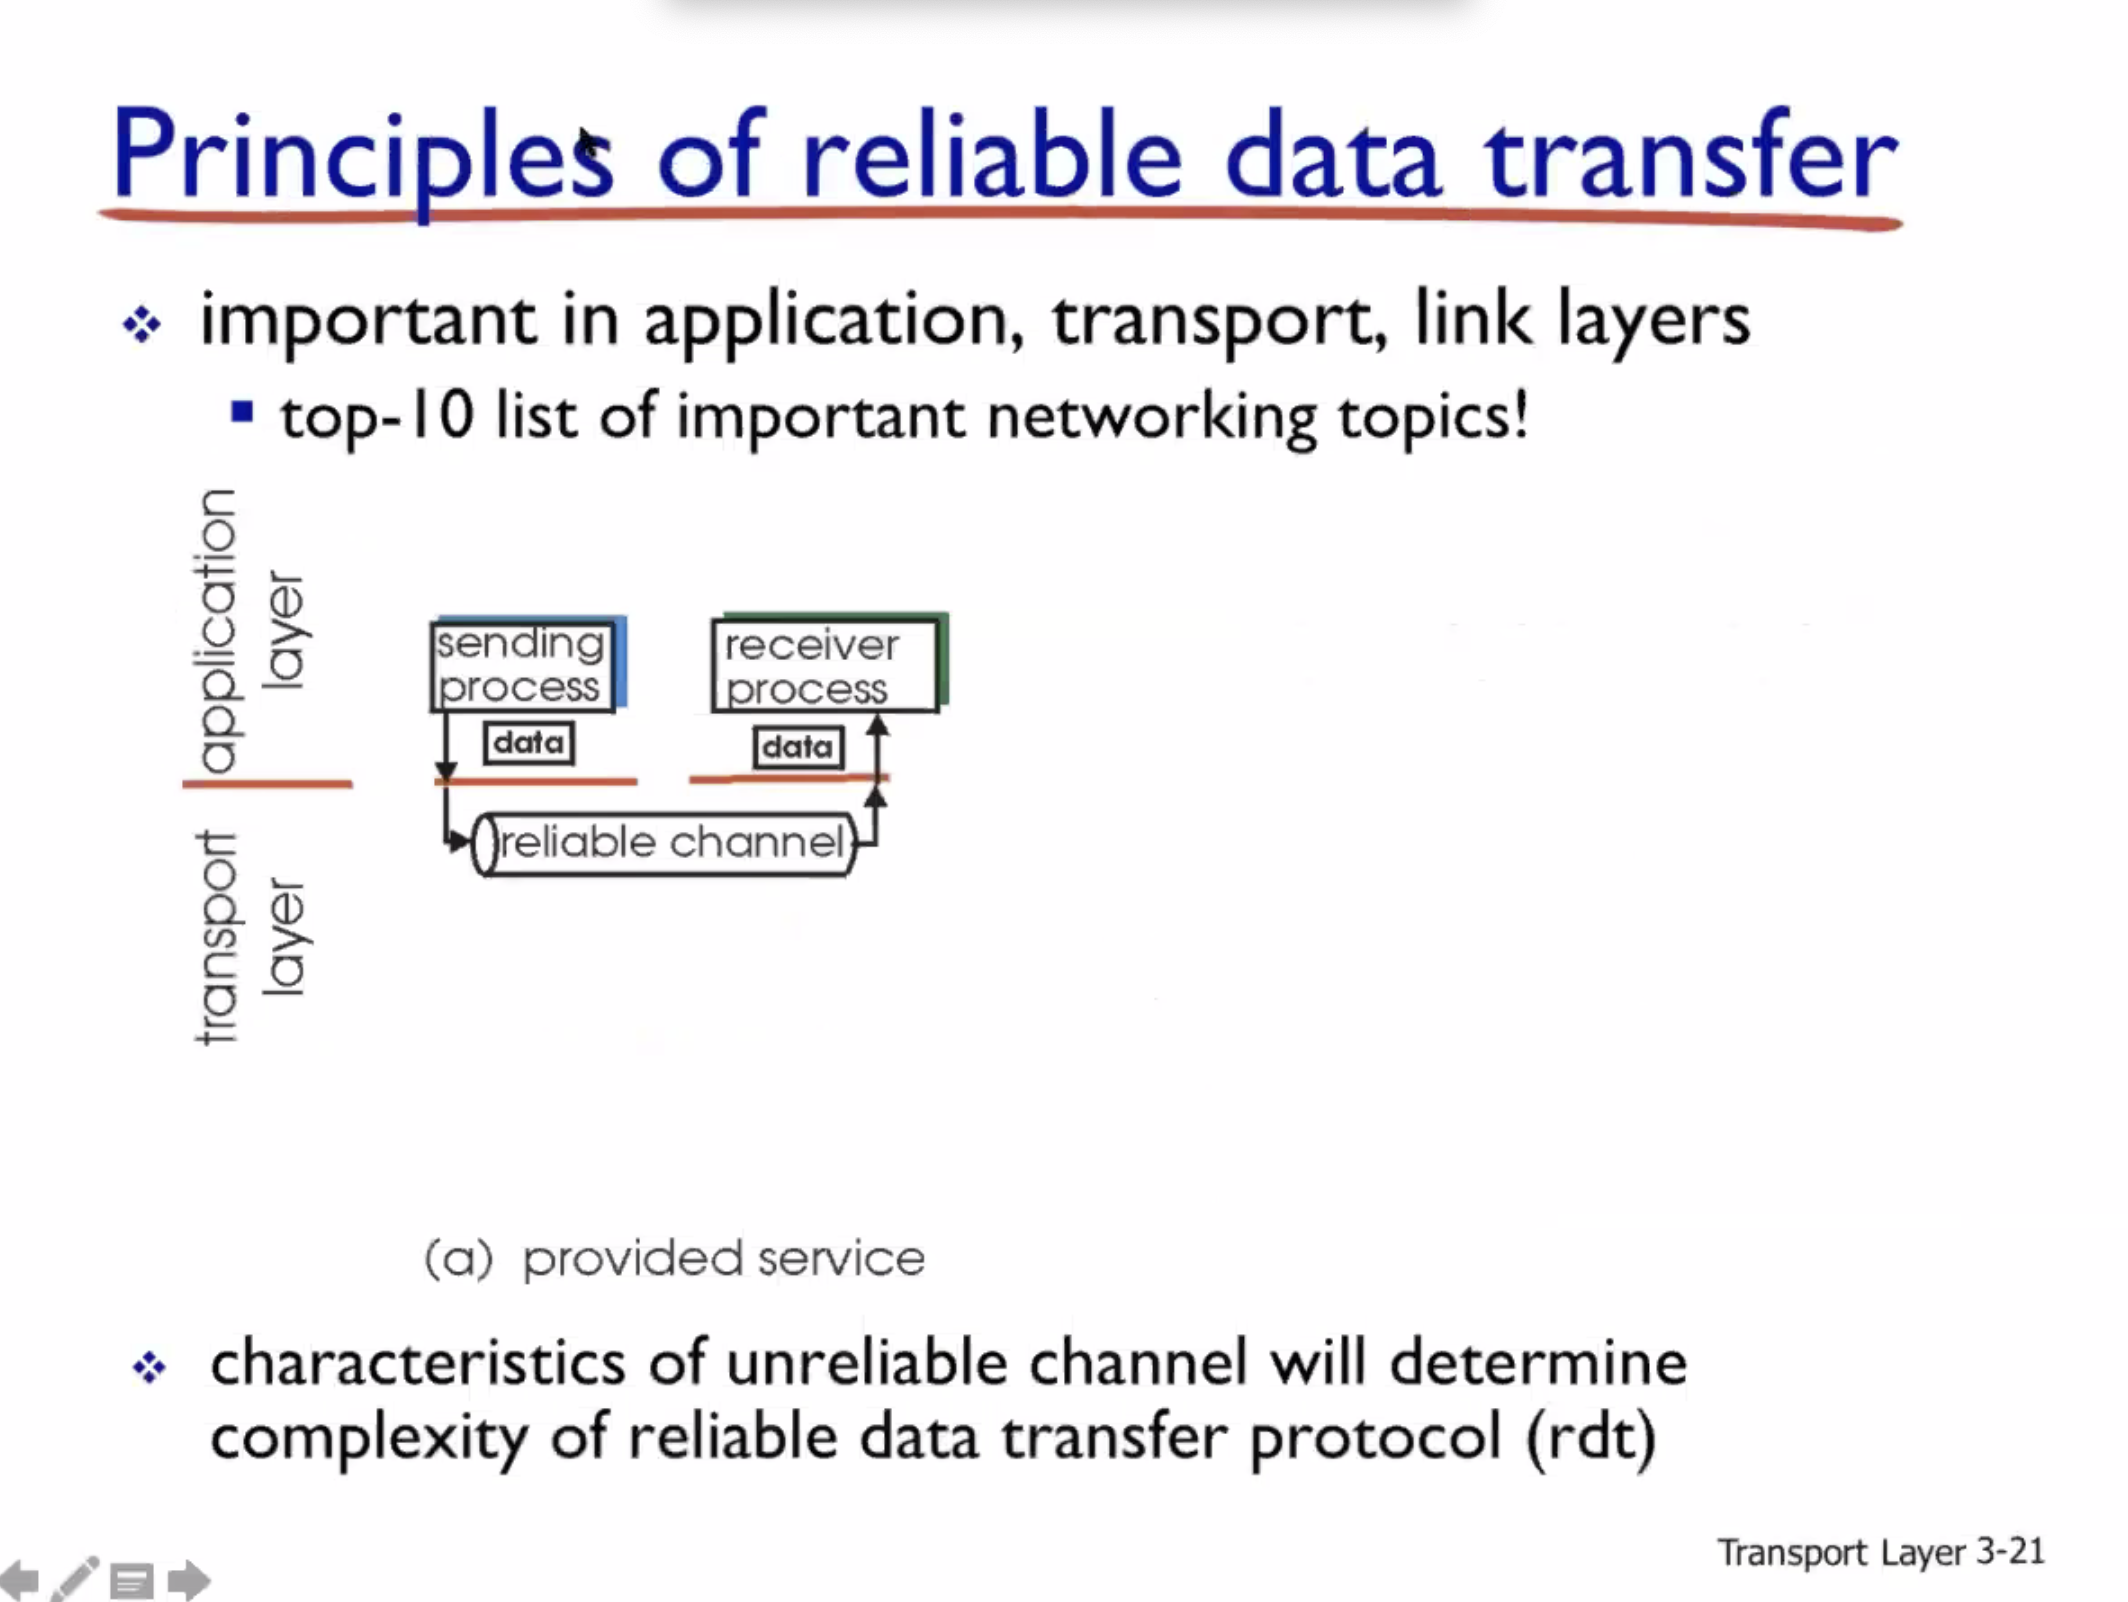 Principles of reliable data transfer
important in application, transport, link layers
top-10 list of important networking topics!
application
layer
sending
process
receiver
process
data
data
reliable channel
transport
layer
(a) provided service
characteristics of unreliable channel will determine
complexity of reliable data transfer protocol (rdt)
Transport Layer 3-21